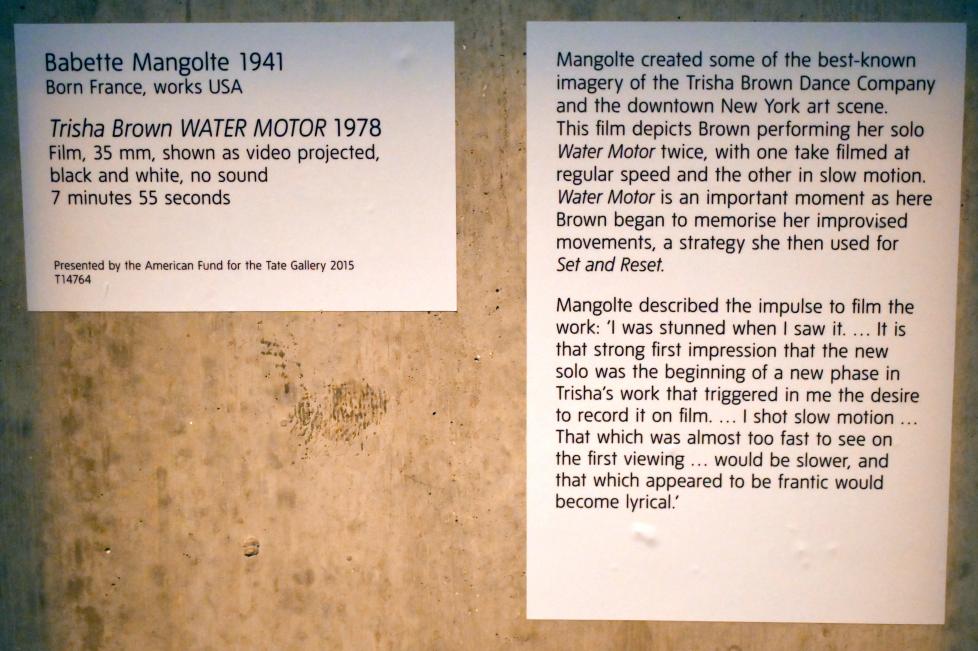 Babette Mangolte 1941
Born France, works USA
Trisha Brown WATER MOTOR 1978
Film, 35 mm, shown as video projected,
black and white, no sound
7 minutes 55 seconds
Presented by the American Fund for the Tate Gallery 2015
T14764
Mangolte created some of the best-known
imagery of the Trisha Brown Dance Company
and the downtown New York art scene.
This film depicts Brown performing her solo
Water Motor twice, with one take filmed at
regular speed and the other in slow motion.
Water Motor is an important moment as here
Brown began to memorise her improvised
movements, a strategy she then used for
Set and Reset.
Mangolte described the impulse to film the
work: ‘I was stunned when I saw it. … It is
that strong first impression that the new
solo was the beginning of a new phase in
Trisha’s work that triggered in me the desire
to record it on film. … I shot slow motion …
That which was almost too fast to see on
the first viewing … would be slower, and
that which appeared to be frantic would
become lyrical.’